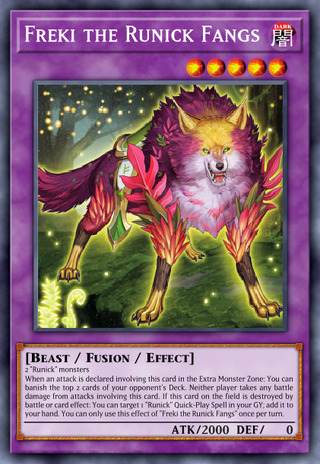 Freki the Runick Fangs
DARK
闇
[Beast / Fusion / Effect]
2 "Runick" monsters
When an attack is declared involving this card in the Extra Monster Zone: You can
banish the top 2 cards of your opponent's Deck. Neither player takes any battle
damage from attacks involving this card. If this card on the field is destroyed
by battle or card effect: You can target 1 "Runick" Quick-Play Spell in your GY; add it to
your hand. You can only use this effect of "Freki the Runick Fangs" once per turn.
ATK/2000 DEF/ 0